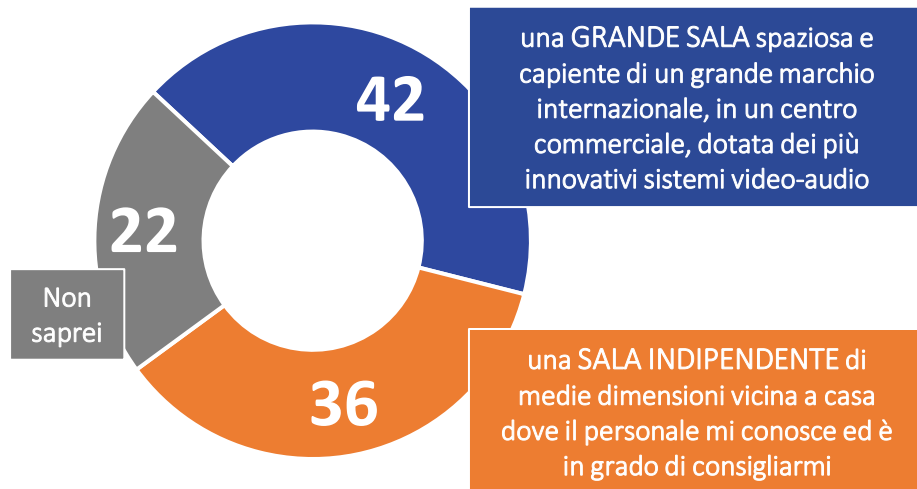 una GRANDE SALA spaziosa e
capiente di un grande marchio
internazionale, in un centro
commerciale, dotata dei più
innovativi sistemi video-audio
42
22
Non
saprei
36
una SALA INDIPENDENTE di
medie dimensioni vicina a casa
dove il personale mi conosce ed è
in grado di consigliarmi